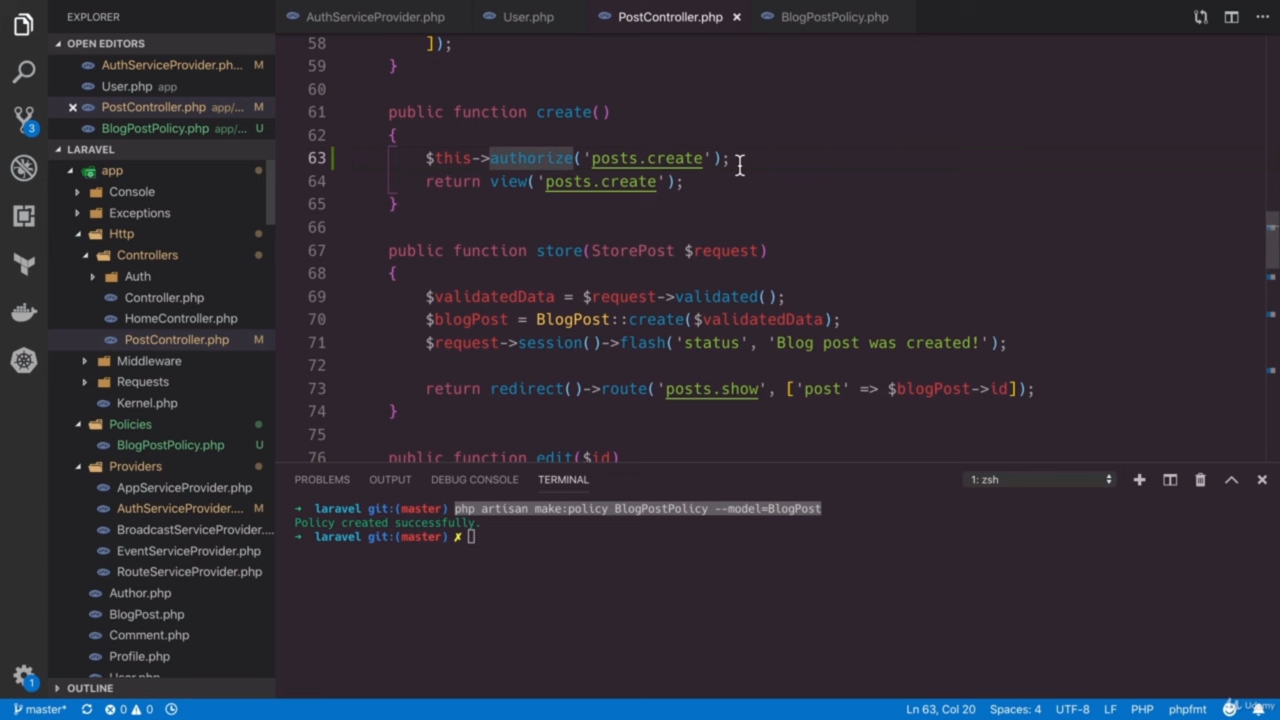 EXPLORER
OPEN EDITORS
AuthServiceProvider.ph... M
User.php app
PostController.php app/... M
BlogPostPolicy.php app/... U
LARAVEL
app
Console
Exceptions
Http
Controllers
Auth
Controller.php
HomeController.php
PostController.php M
Middleware
Requests
Kernel.php
Policies
BlogPostPolicy.php U
Providers
AppServiceProvider.php
AuthServiceProvider.... M
BroadcastServiceProvider....
EventServiceProvider.php
RouteServiceProvider.php
Author.php
BlogPost.php
Comment.php
Profile.php
User.php
OUTLINE
3
1
AuthServiceProvider.php User.php PostController.php BlogPostPolicy.php
58 ]);
59 }
60
61 public function create()
62 {
63 $this->authorize('posts.create');
64 return view('posts.create');
65 }
66
67 public function store(StorePost $request)
68 {
69 $validatedData = $request->validated();
70 $blogPost = BlogPost::create($validatedData);
71 $request->session()->flash('status', 'Blog post was created!');
72
73 return redirect()->route('posts.show', ['post' => $blogPost->id]);
74 }
75
76 public function edit($id)
PROBLEMS OUTPUT DEBUG CONSOLE TERMINAL 1: zsh
➜ laravel git:(master) php artisan make:policy BlogPostPolicy --model=BlogPost
Policy created successfully.
➜ laravel git:(master) ✗
master* 0 0 Ln 63, Col 20 Spaces: 4 UTF-8 LF PHP phpfmt
Udemy